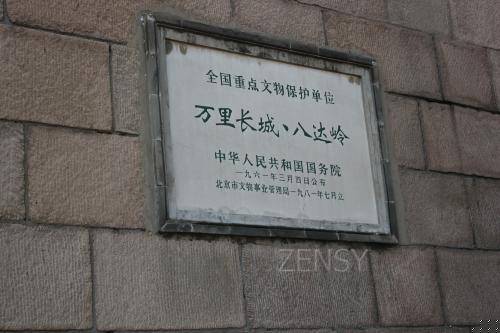 全国重点文物保护单位
万里长城、八达岭
中华人民共和国国务院
一九六一年三月四日公布
北京市文物事业管理局一九八一年七月立
ZENSY